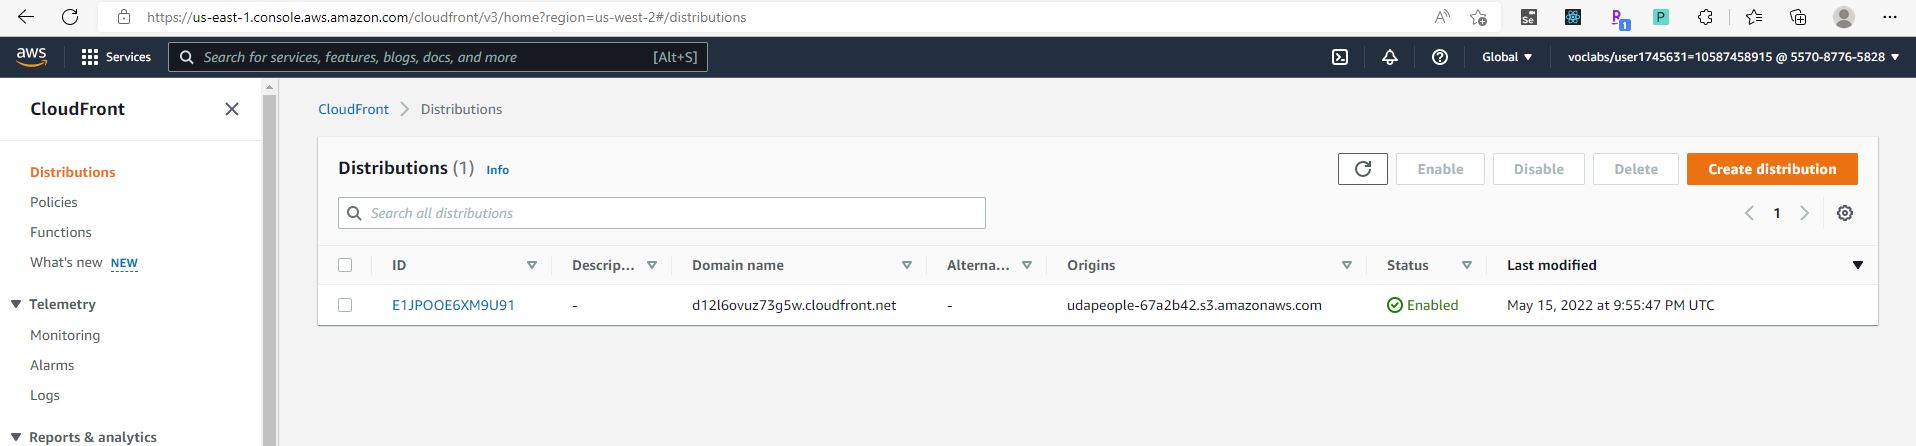 https://us-east-1.console.aws.amazon.com/cloudfront/v3/home?region=us-west-2#/distributions
A
Se
R
1
P
aws
Services
Search for services, features, blogs, docs, and more
[Alt+S]
Global
voclabs/user1745631=10587458915 @ 5570-8776-5828
CloudFront
Distributions
Policies
Functions
What's new NEW
Telemetry
Monitoring
Alarms
Logs
Reports & analytics
CloudFront Distributions
Distributions (1) Info
Enable Disable Delete Create distribution
Search all distributions
1
ID Descrip... Domain name Alterna... Origins Status Last modified
E1JPOOE6XM9U91 - d12l6ovuz73g5w.cloudfront.net - udapeople-67a2b42.s3.amazonaws.com Enabled May 15, 2022 at 9:55:47 PM UTC